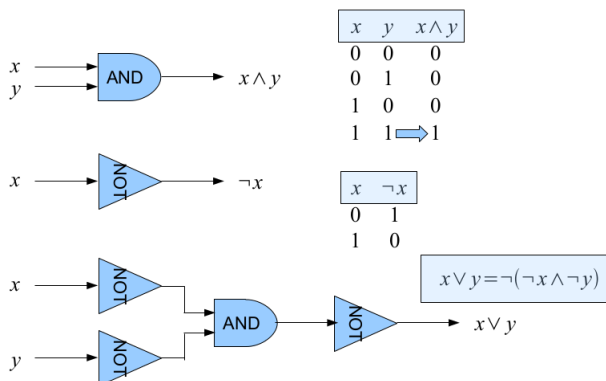 x y x∧y
0 0 0
x AND x∧y 0 1 0
y 1 0 0
1 1 1
x NOT ¬x x ¬x
0 1
1 0
x NOT x∨y=¬(¬x∧¬y)
AND NOT x∨y
y NOT